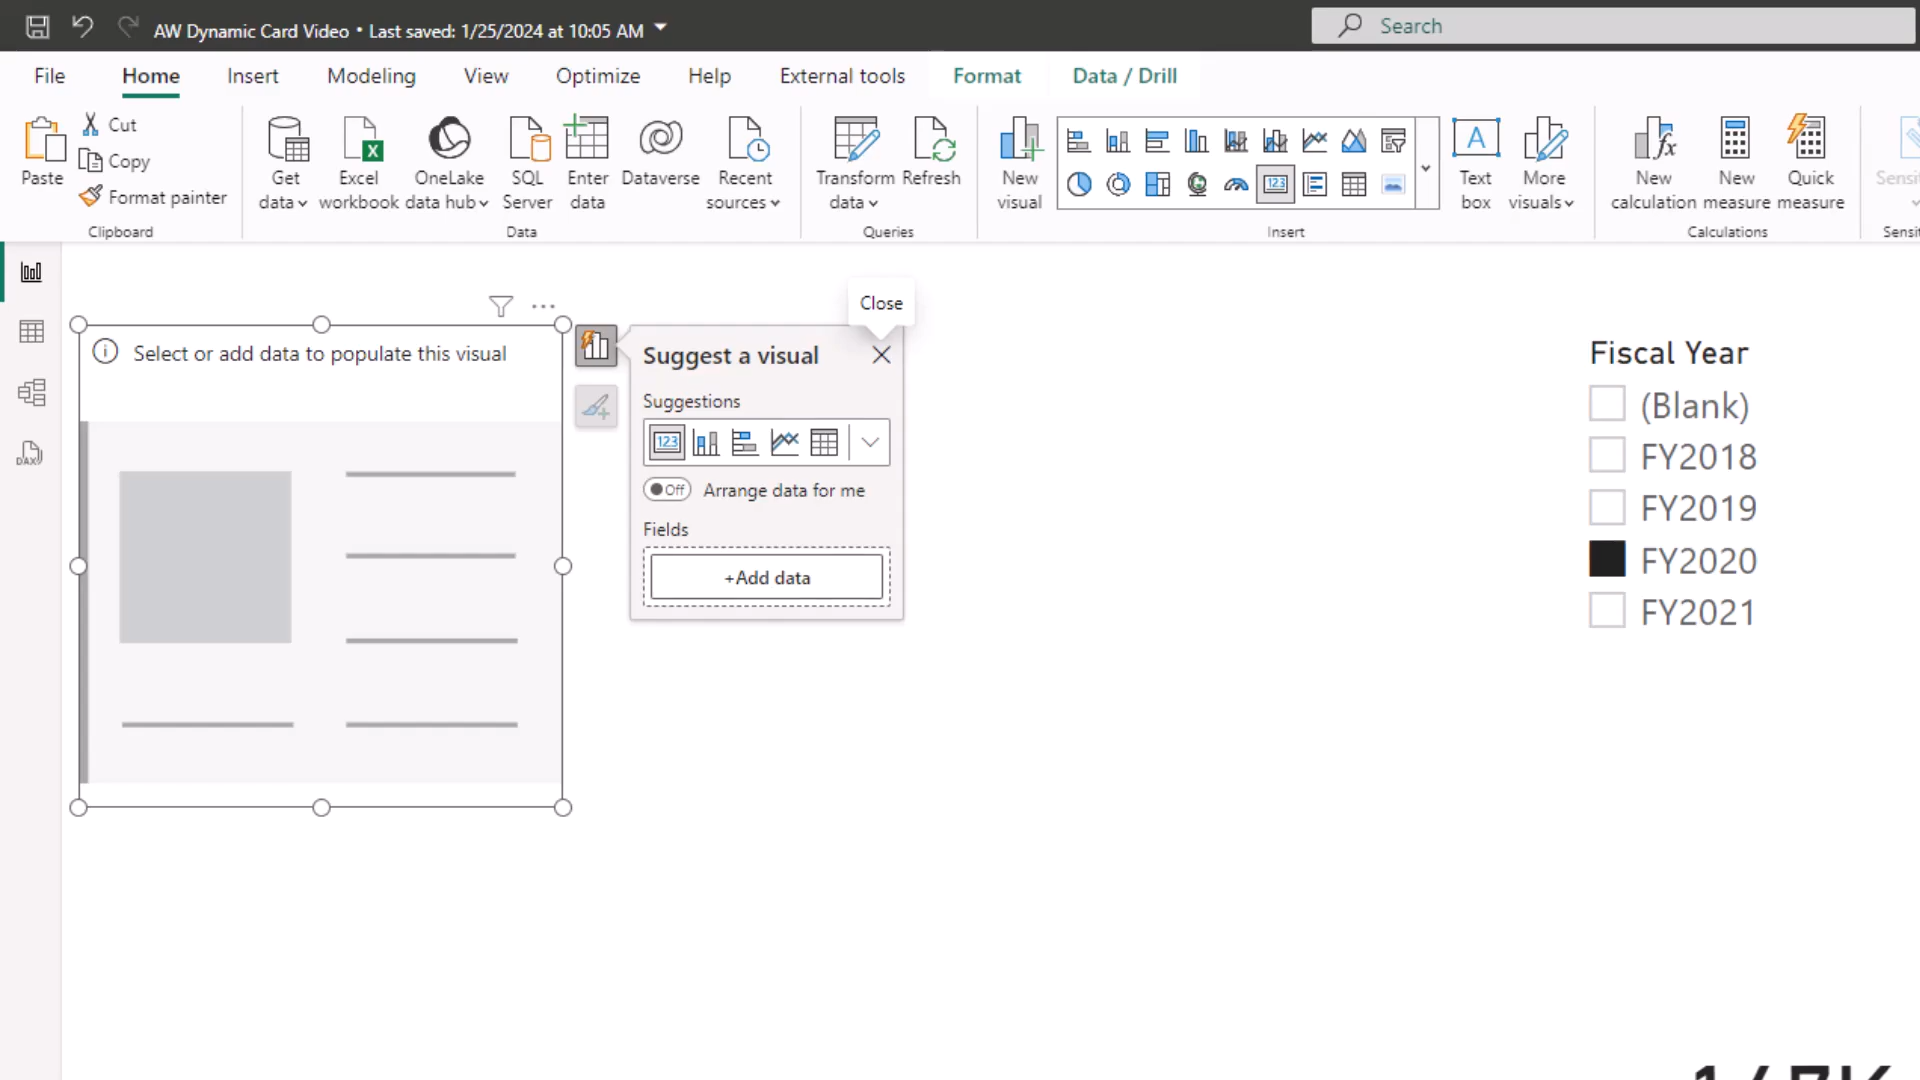 AW Dynamic Card Video • Last saved: 1/25/2024 at 10:05 AM
Search
File Home Insert Modeling View Optimize Help External tools Format Data / Drill
Paste
Cut
Copy
Format painter
Clipboard
Get data
Excel workbook
OneLake data hub
SQL Server
Enter data
Dataverse
Recent sources
Data
Transform data
Refresh
Queries
New visual
123
Insert
A
Text box
More visuals
New calculation
New measure
Quick measure
Calculations
Close
Select or add data to populate this visual
Suggest a visual
Suggestions
123
Off Arrange data for me
Fields
+Add data
Fiscal Year
(Blank)
FY2018
FY2019
FY2020
FY2021
DAX